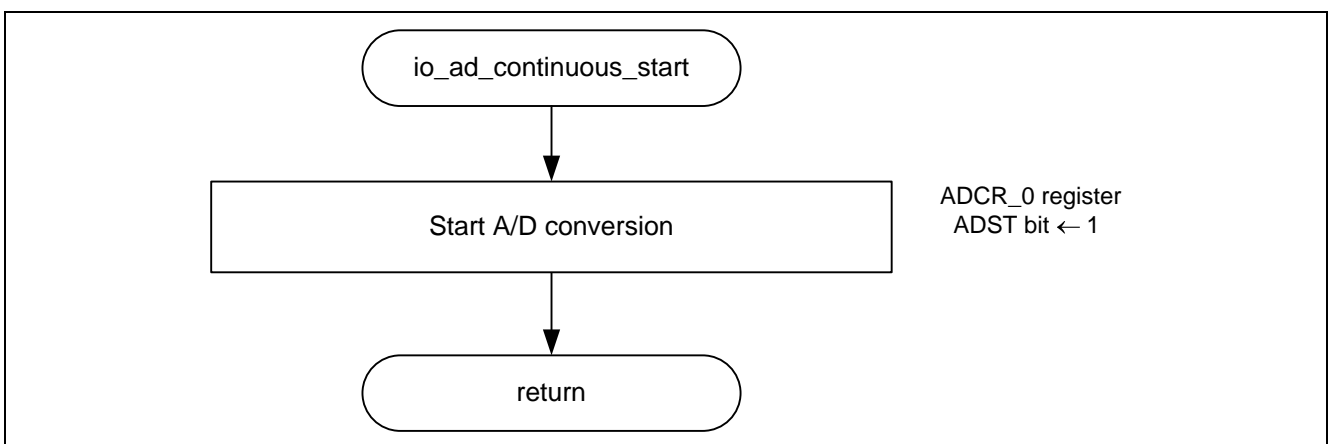 io_ad_continuous_start
Start A/D conversion
ADCR_0 register
ADST bit ← 1
return